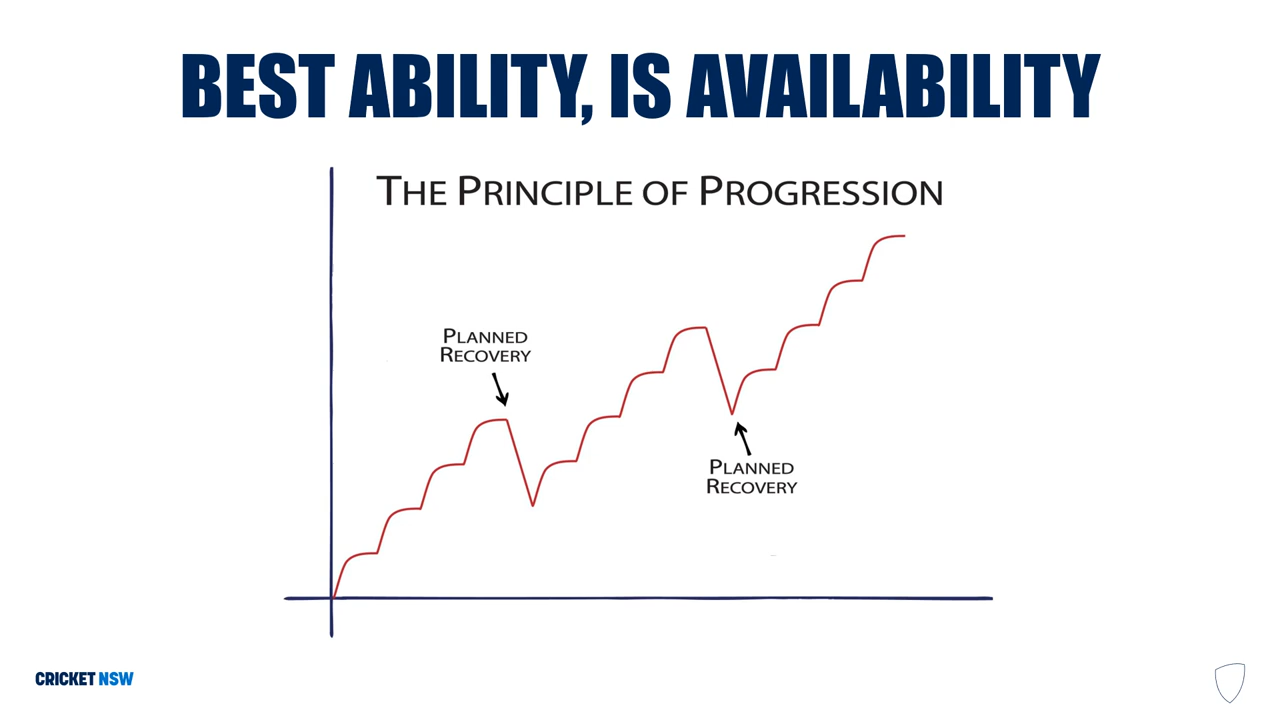 BEST ABILITY, IS AVAILABILITY
THE PRINCIPLE OF PROGRESSION
PLANNED
RECOVERY
PLANNED
RECOVERY
CRICKET NSW